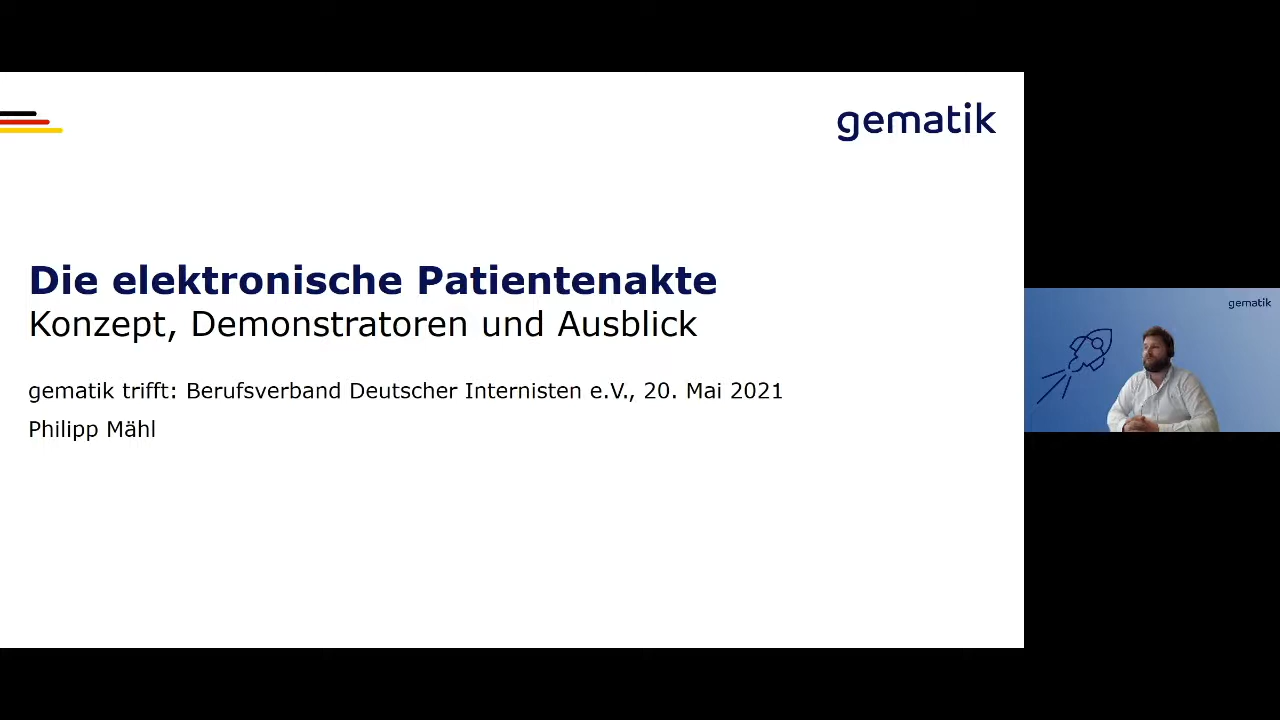 gematik
Die elektronische Patientenakte
Konzept, Demonstratoren und Ausblick
gematik trifft: Berufsverband Deutscher Internisten e.V., 20. Mai 2021
Philipp Mähl
gematik